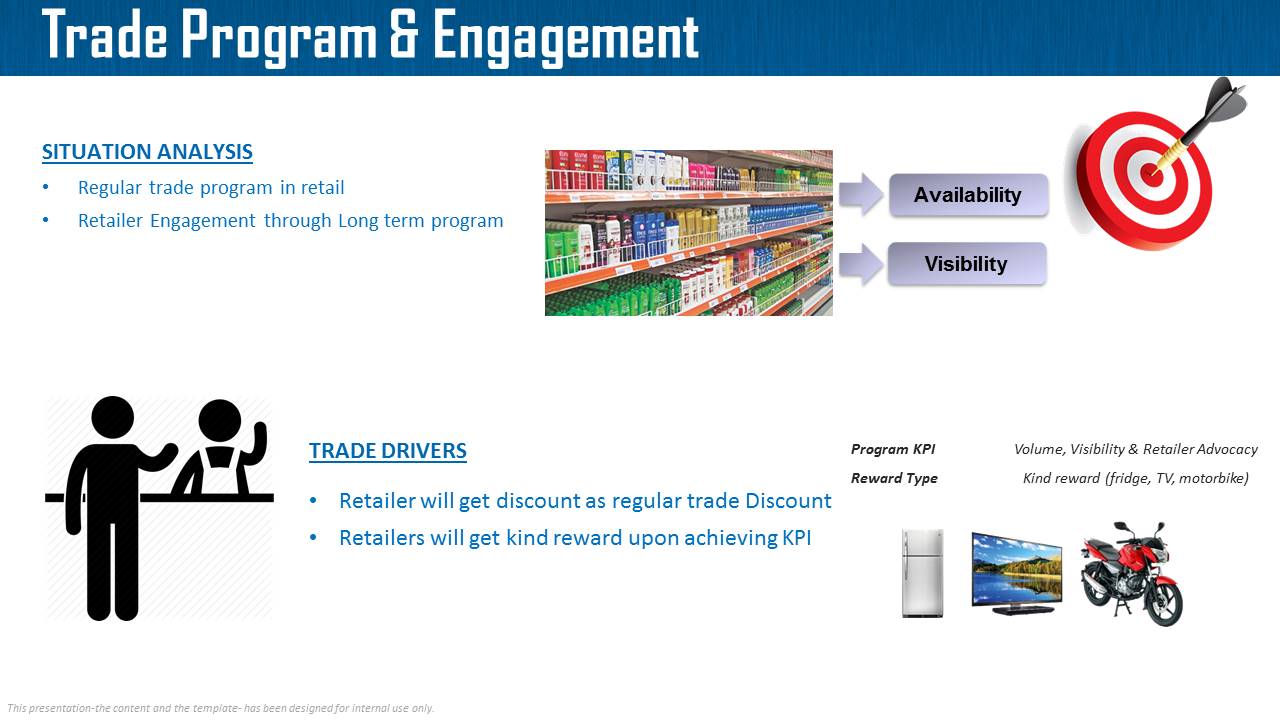 Trade Program & Engagement
SITUATION ANALYSIS
• Regular trade program in retail
• Retailer Engagement through Long term program
Availability
Visibility
TRADE DRIVERS
• Retailer will get discount as regular trade Discount
• Retailers will get kind reward upon achieving KPI
Program KPI Volume, Visibility & Retailer Advocacy
Reward Type Kind reward (fridge, TV, motorbike)
This presentation-the content and the template- has been designed for internal use only.